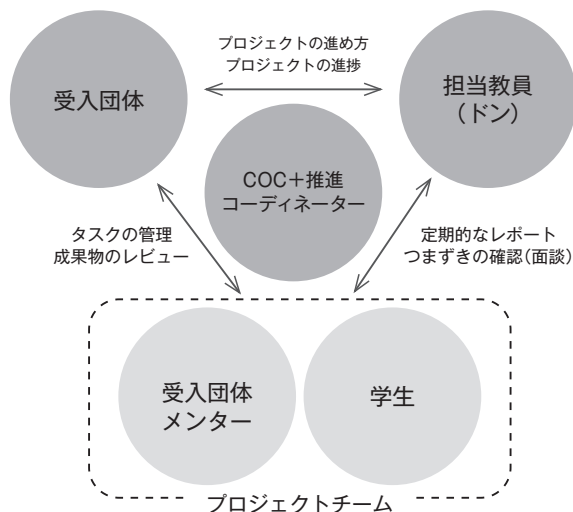 プロジェクトの進め方
プロジェクトの進捗
受入団体
担当教員
(ドン)
COC+推進
コーディネーター
タスクの管理
成果物のレビュー
定期的なレポート
つまずきの確認(面談)
受入団体
メンター
学生
プロジェクトチーム